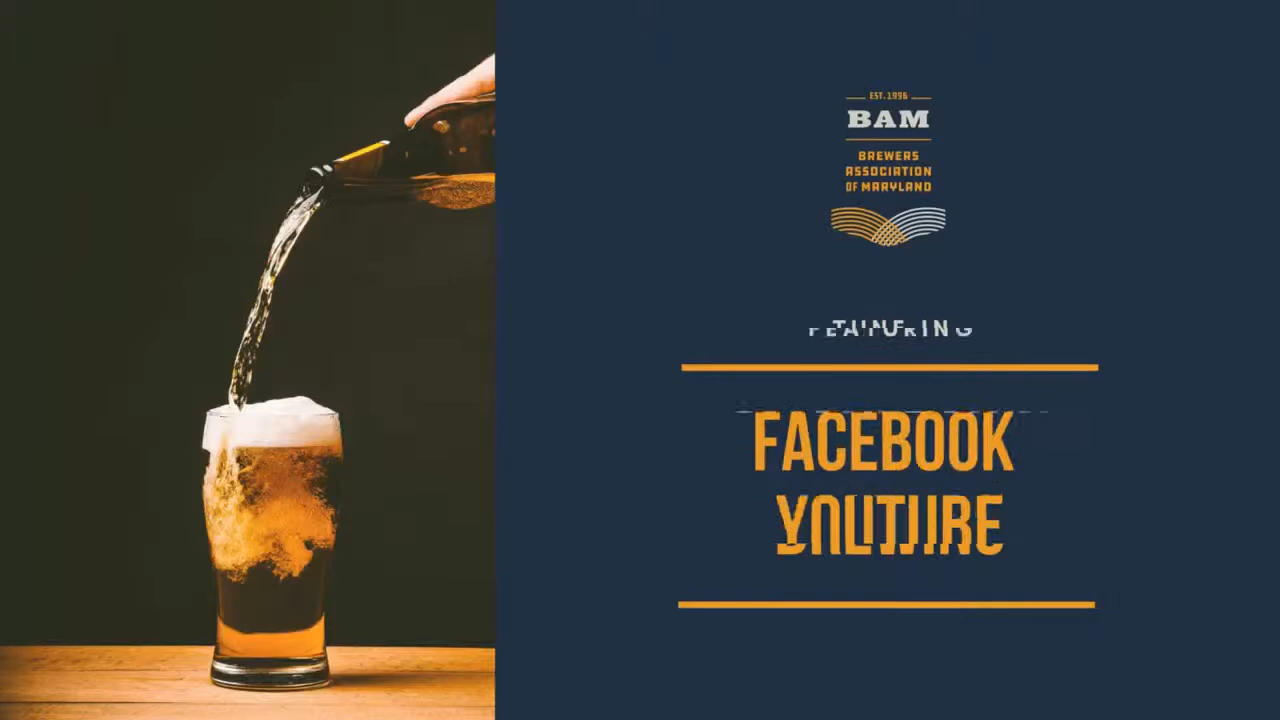 EST. 1996
BAM
BREWERS
ASSOCIATION
OF MARYLAND
FACEBOOK